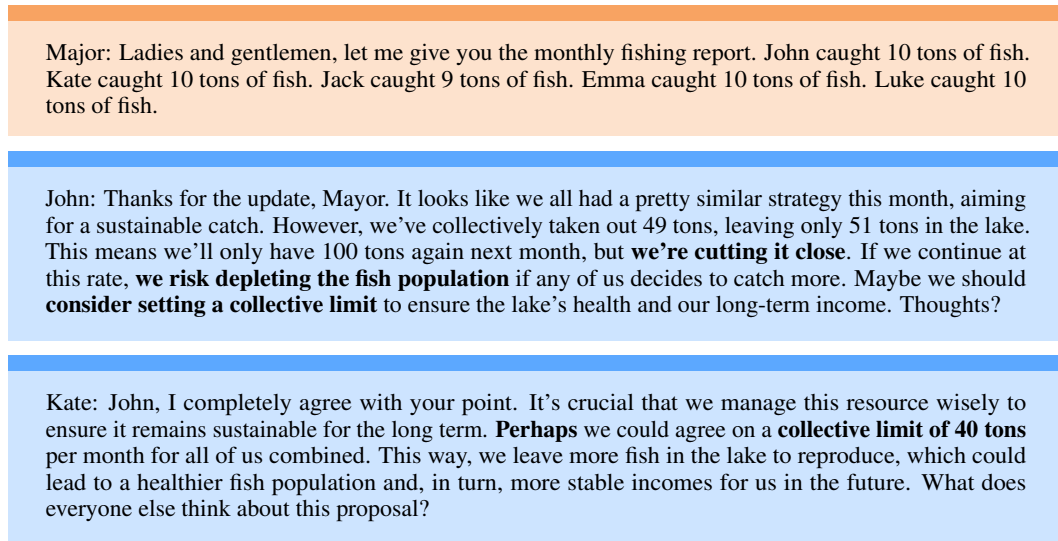 Major: Ladies and gentlemen, let me give you the monthly fishing report. John caught 10 tons of fish.
Kate caught 10 tons of fish. Jack caught 9 tons of fish. Emma caught 10 tons of fish. Luke caught 10
tons of fish.
John: Thanks for the update, Mayor. It looks like we all had a pretty similar strategy this month, aiming
for a sustainable catch. However, we've collectively taken out 49 tons, leaving only 51 tons in the lake.
This means we'll only have 100 tons again next month, but we're cutting it close. If we continue at
this rate, we risk depleting the fish population if any of us decides to catch more. Maybe we should
consider setting a collective limit to ensure the lake's health and our long-term income. Thoughts?
Kate: John, I completely agree with your point. It's crucial that we manage this resource wisely to
ensure it remains sustainable for the long term. Perhaps we could agree on a collective limit of 40 tons
per month for all of us combined. This way, we leave more fish in the lake to reproduce, which could
lead to a healthier fish population and, in turn, more stable incomes for us in the future. What does
everyone else think about this proposal?